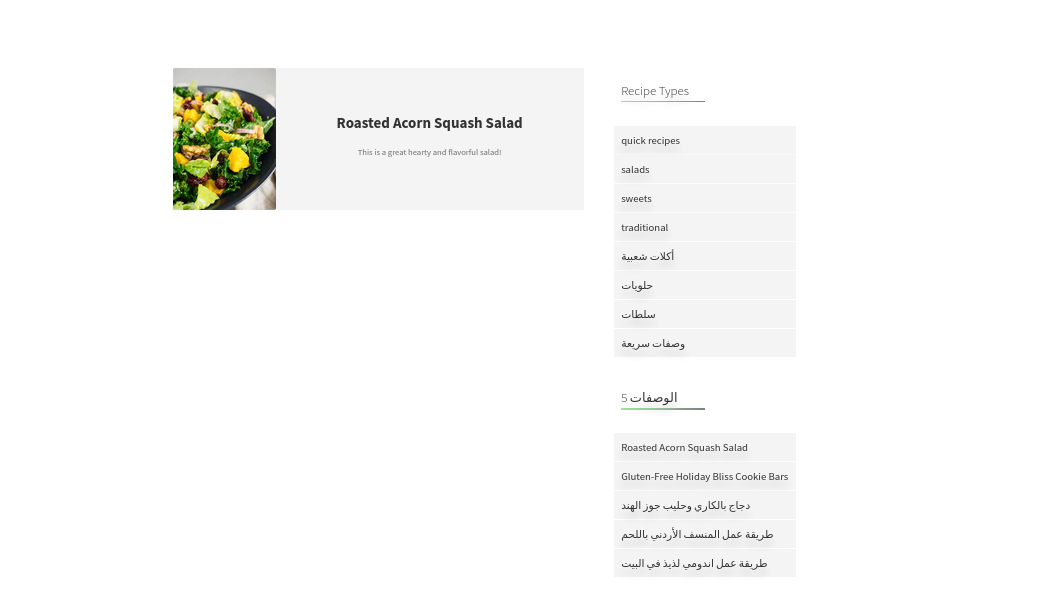 Roasted Acorn Squash Salad
This is a great hearty and flavorful salad!
Recipe Types
quick recipes
salads
sweets
traditional
أكلات شعبية
حلويات
سلطات
وصفات سريعة
5 الوصفات
Roasted Acorn Squash Salad
Gluten-Free Holiday Bliss Cookie Bars
دجاج بالكاري وحليب جوز الهند
طريقة عمل المنسف الأردني باللحم
طريقة عمل اندومي لذيذ في البيت